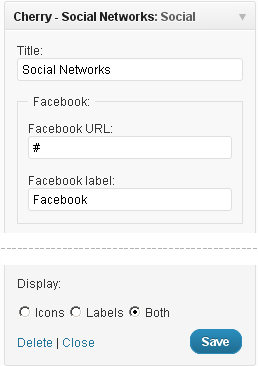 Cherry - Social Networks: Social
Title:
Social Networks
Facebook:
Facebook URL:
#
Facebook label:
Facebook
Display:
Icons Labels Both
Delete | Close Save